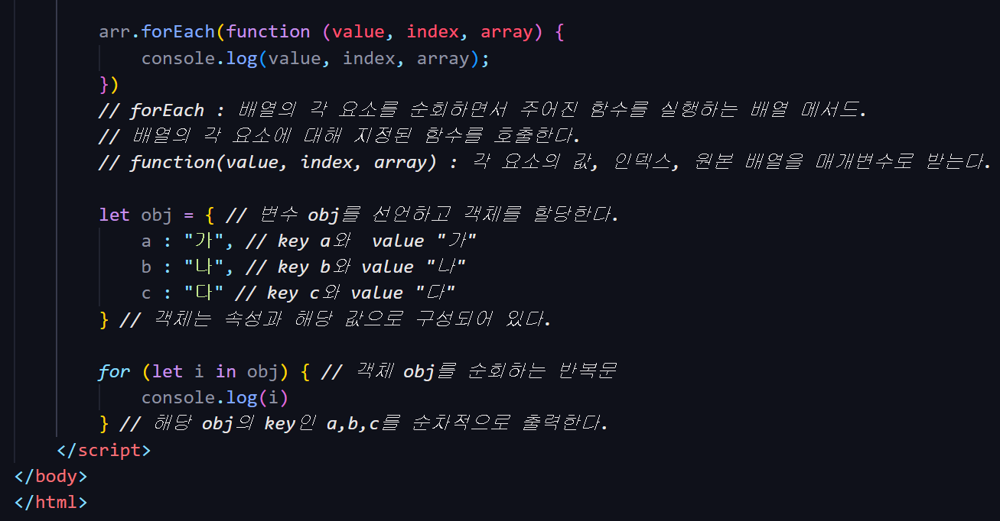 arr.forEach(function (value, index, array) {
console.log(value, index, array);
})
// forEach : 배열의 각 요소를 순회하면서 주어진 함수를 실행하는 배열 메서드.
// 배열의 각 요소에 대해 지정된 함수를 호출한다.
// function(value, index, array) : 각 요소의 값, 인덱스, 원본 배열을 매개변수로 받는다.
let obj = { // 변수 obj를 선언하고 객체를 할당한다.
a : "가", // key a와  value "가"
b : "나", // key b와 value "나"
c : "다" // key c와 value "다"
} // 객체는 속성과 해당 값으로 구성되어 있다.
for (let i in obj) { // 객체 obj를 순회하는 반복문
console.log(i)
} // 해당 obj의 key인 a,b,c를 순차적으로 출력한다.
</script>
</body>
</html>